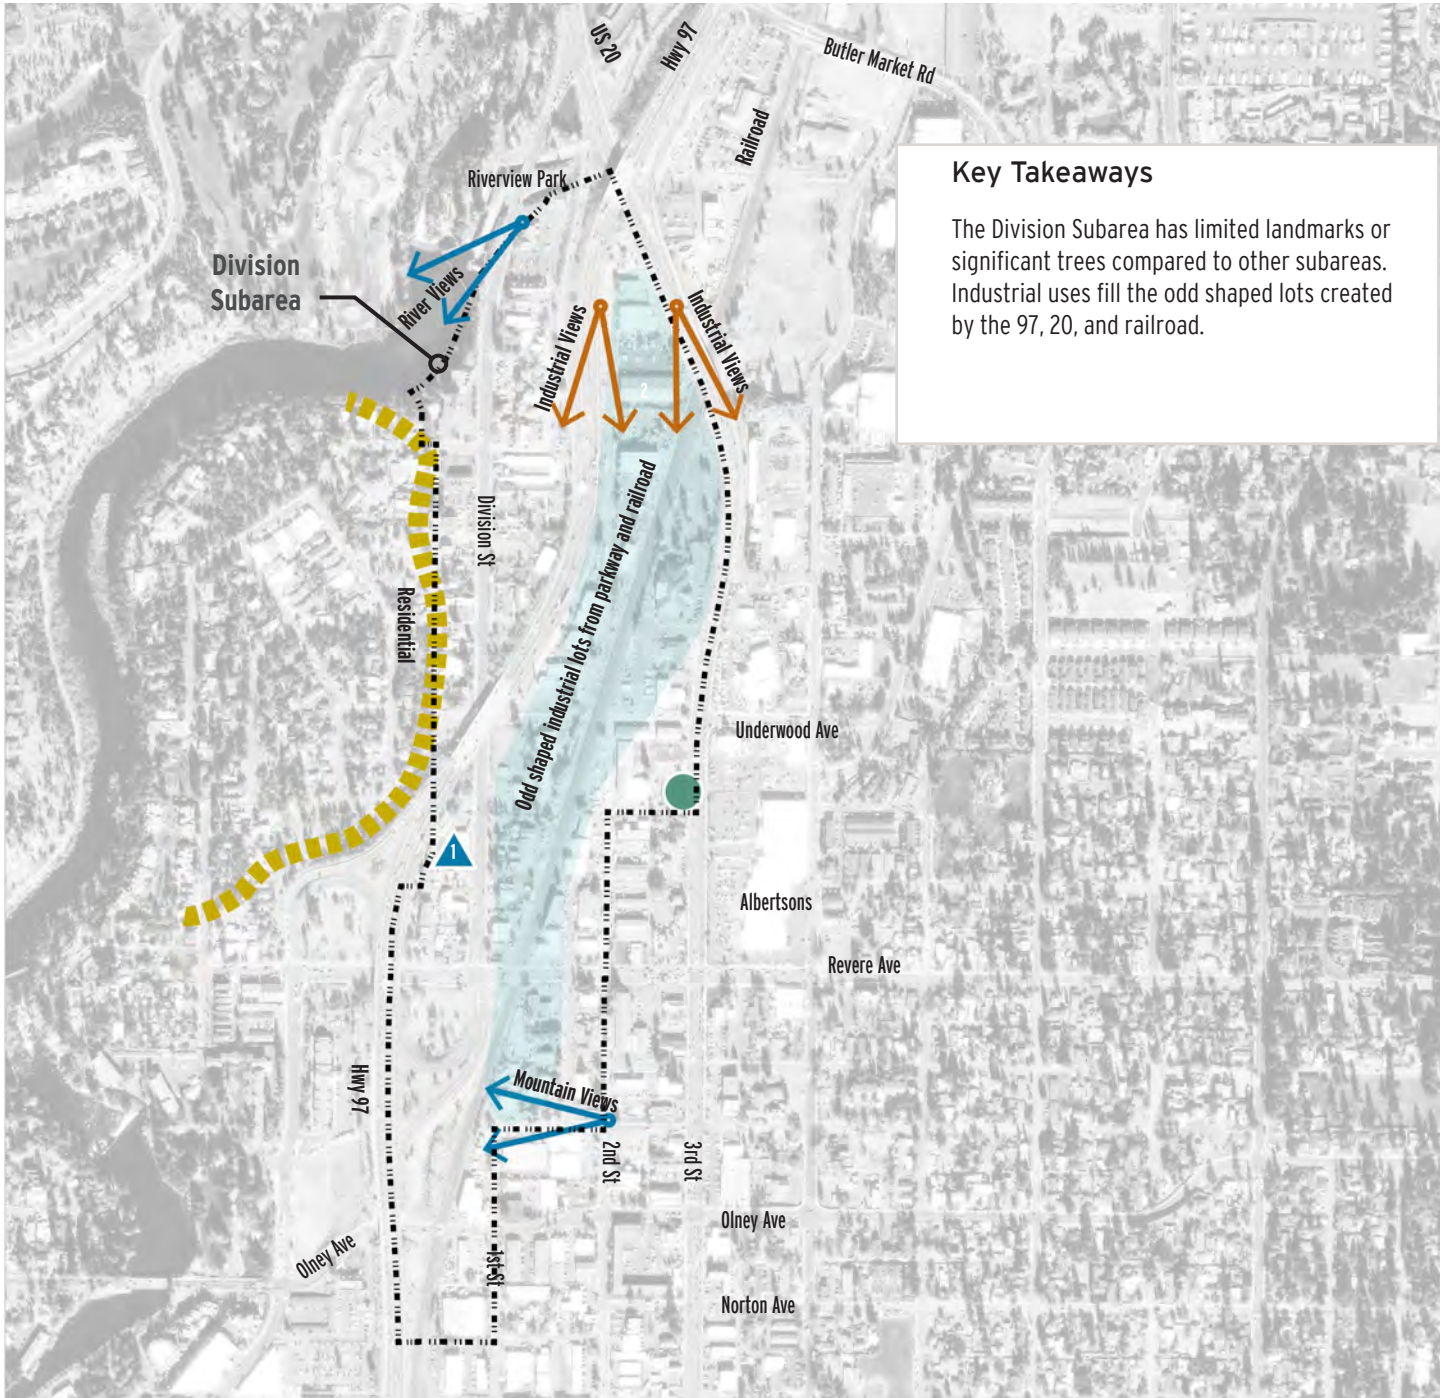 US 20
Hwy 97
Butler Market Rd
Railroad
Riverview Park
Key Takeaways
The Division Subarea has limited landmarks or
significant trees compared to other subareas.
Industrial uses fill the odd shaped lots created
by the 97, 20, and railroad.
Division
Subarea
River Views
Industrial Views
Industrial Views
2
Division St
Odd shaped industrial lots from parkway and railroad
Residential
Underwood Ave
1
Albertsons
Revere Ave
Hwy 97
Mountain Views
2nd St
3rd St
Olney Ave
Olney Ave
1st St
Norton Ave